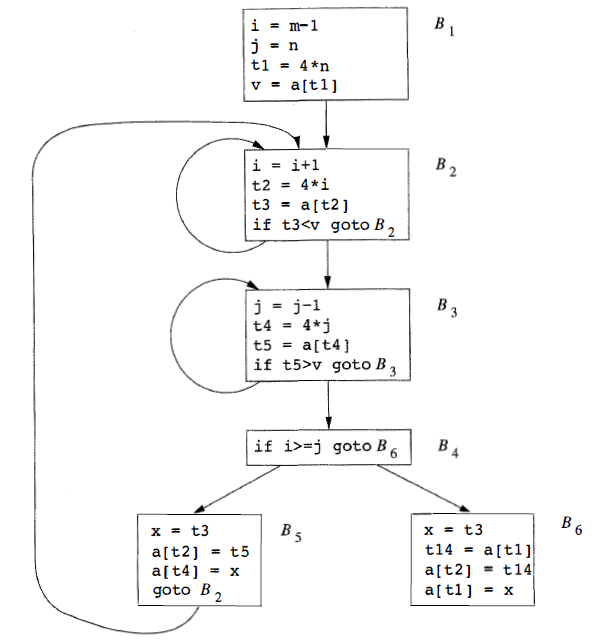 i = m-1
j = n
t1 = 4*n
v = a[t1]
B1
i = i+1
t2 = 4*i
t3 = a[t2]
if t3<v goto B2
B2
j = j-1
t4 = 4*j
t5 = a[t4]
if t5>v goto B3
B3
if i>=j goto B6
B4
x = t3
a[t2] = t5
a[t4] = x
goto B2
B5
x = t3
t14 = a[t1]
a[t2] = t14
a[t1] = x
B6